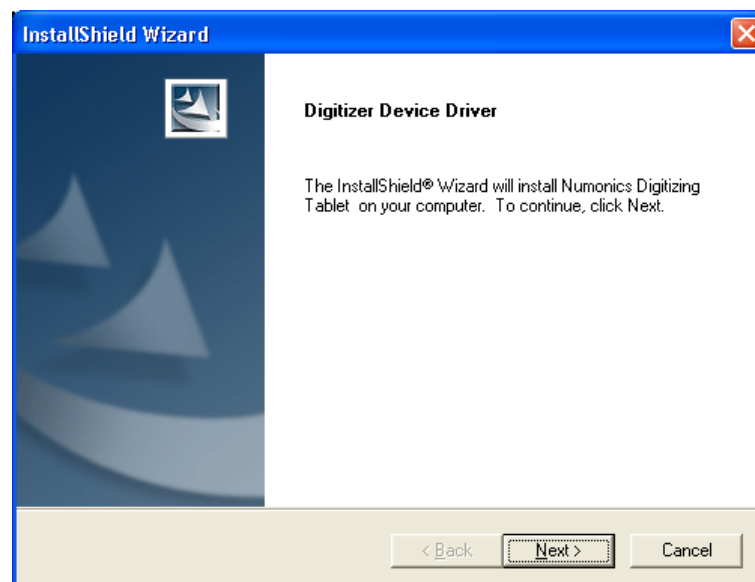 InstallShield Wizard
Digitizer Device Driver
The InstallShield® Wizard will install Numonics Digitizing
Tablet  on your computer.  To continue, click Next.
< Back
Next >
Cancel